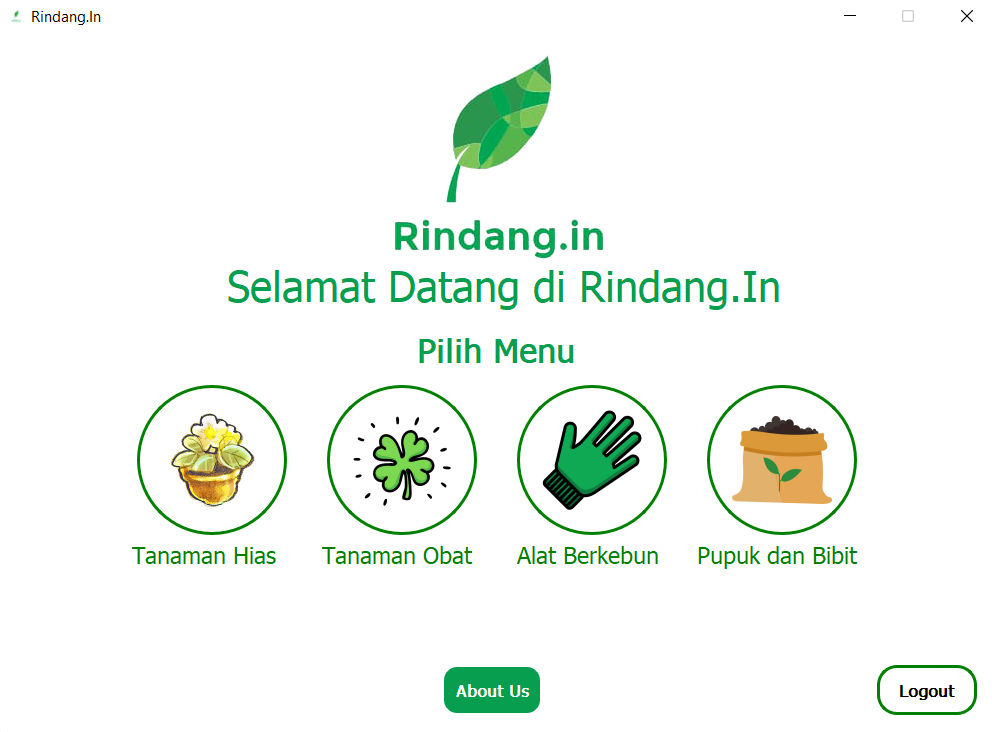 Rindang.In
Rindang.in
Selamat Datang di Rindang.In
Pilih Menu
Tanaman Hias
Tanaman Obat
Alat Berkebun
Pupuk dan Bibit
About Us
Logout